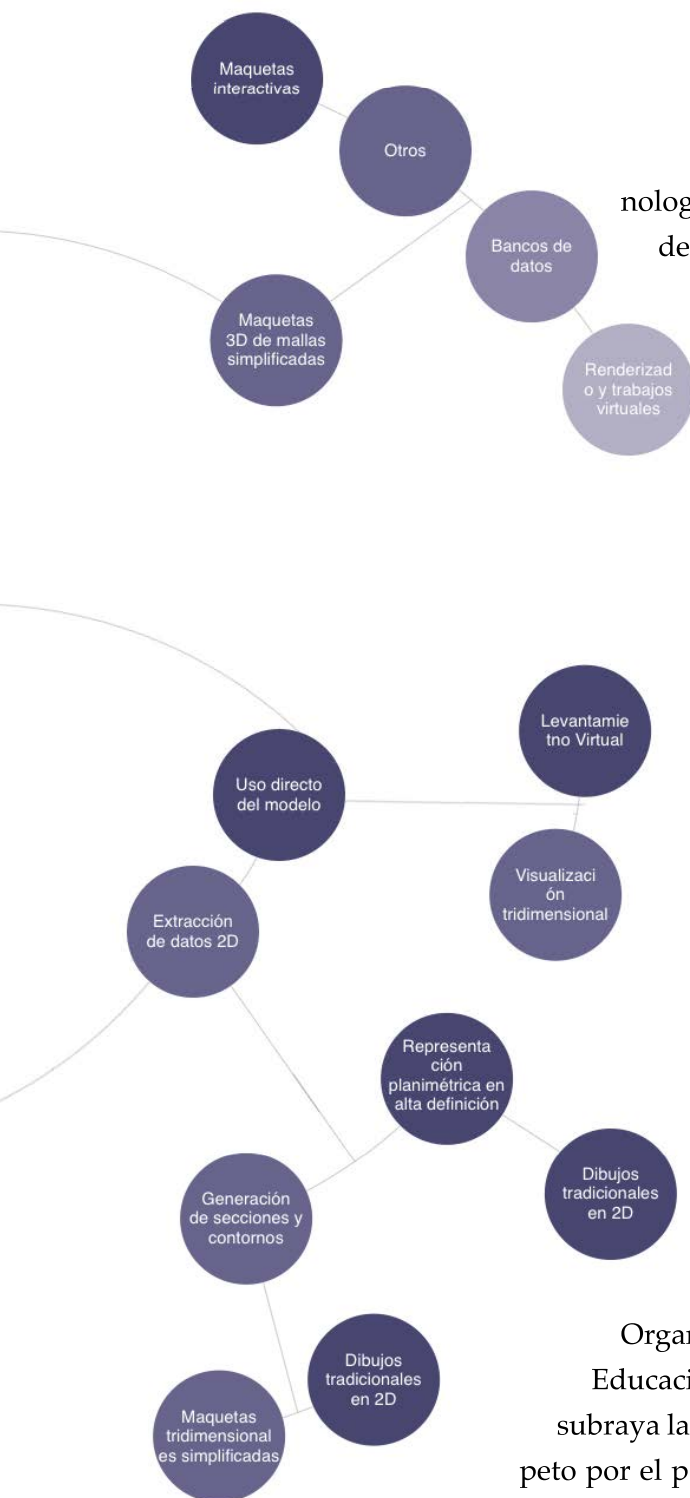 Maquetas
interactivas
Otros
nolog
de
Bancos de
datos
Maquetas
3D de mallas
simplificadas
Renderizad
o y trabajos
virtuales
Levantamie
tno Virtual
Uso directo
del modelo
Visualizaci
ón
tridimensional
Extracción
de datos 2D
Representa
ción
planimétrica en
alta definición
Dibujos
tradicionales
en 2D
Generación
de secciones y
contornos
Dibujos
tradicionales
en 2D
Maquetas
tridimensional
es simplificadas
Organ
Educaci
subraya la
peto por el p